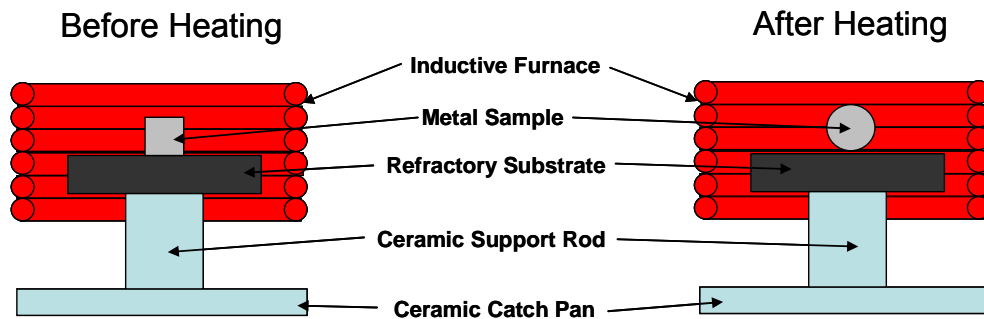 Before Heating
After Heating
Inductive Furnace
Metal Sample
Refractory Substrate
Ceramic Support Rod
Ceramic Catch Pan